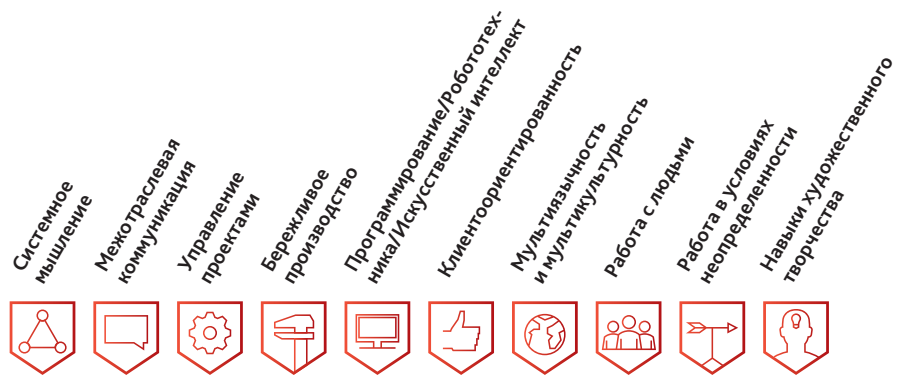 Системное
мышление
Межотраслевая
коммуникация
Управление
проектами
Бережливое
производство
Программирование/Робототех-
ника/Искусственный интеллект
Клиентоориентированность
Мультиязычность
и мультикультурность
Работа с людьми
Работа в условиях
неопределенности
Навыки художественного
творчества